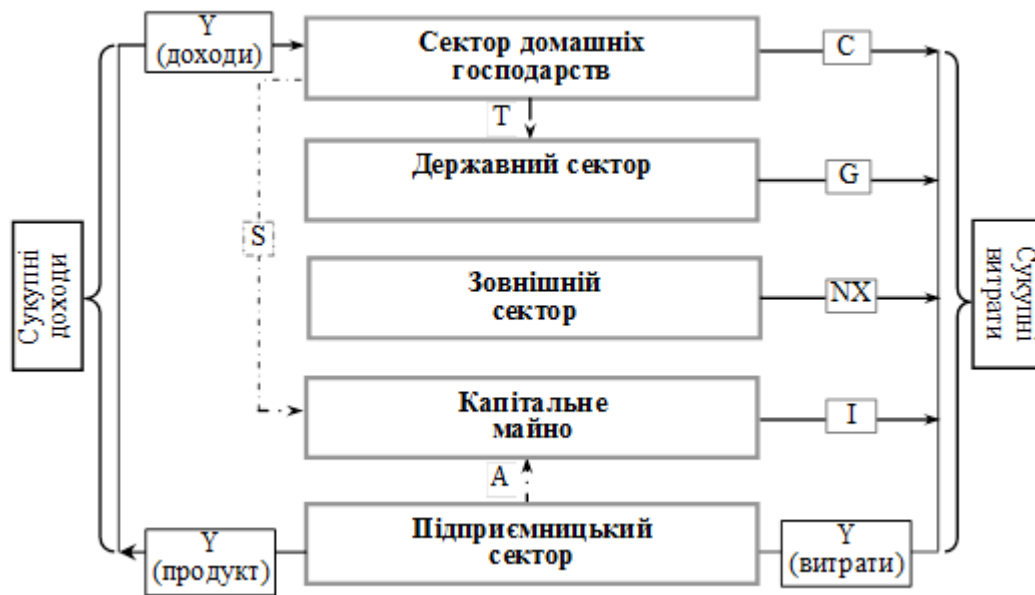 Y
(доходи)
Сектор домашніх
господарств
C
T
Державний сектор
G
S
Сукупні
доходи
Зовнішній
сектор
NX
Сукупні
витрати
Капітальне
майно
I
A
Y
(продукт)
Підприємницький
сектор
Y
(витрати)